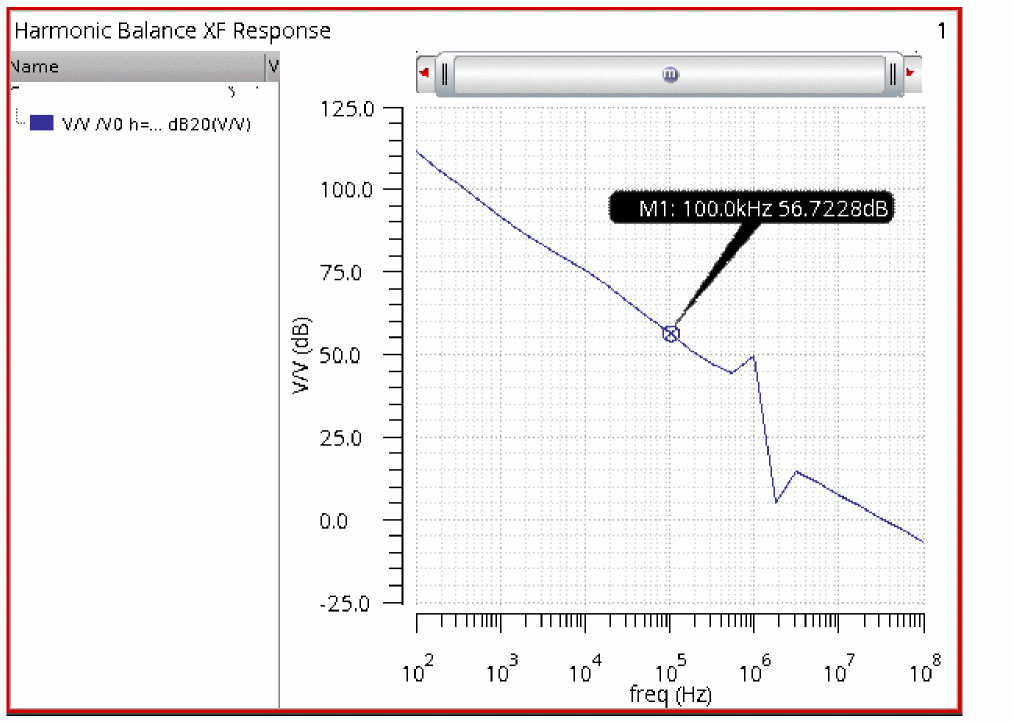 Harmonic Balance XF Response
1
Name
V
V/V /V0 h=... dB20(V/V)
125.0
100.0
75.0
50.0
25.0
0.0
-25.0
V/V (dB)
M1: 100.0kHz 56.7228dB
10^2 10^3 10^4 10^5 10^6 10^7 10^8
freq (Hz)